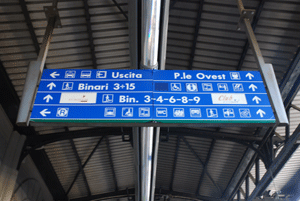 Uscita P.le Ovest
Binari 3÷15
Bin. 3-4-6-8-9